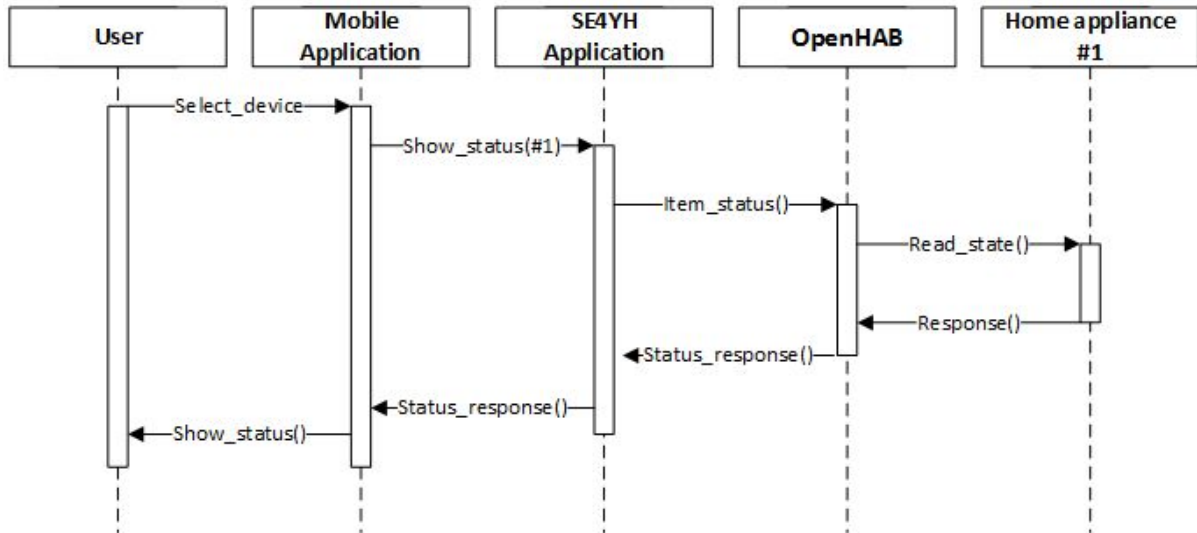 User
Mobile
Application
SE4YH
Application
OpenHAB
Home appliance
#1
Select_device
Show_status(#1)
Item_status()
Read_state()
Response()
Status_response()
Status_response()
Show_status()